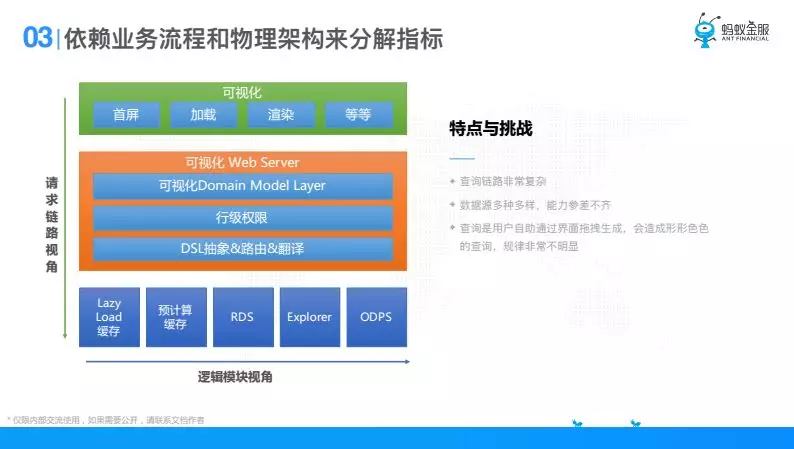 03 依赖业务流程和物理架构来分解指标
蚂蚁金服
ANT FINANCIAL
可视化
首屏 加载 渲染 等等
可视化 Web Server
可视化Domain Model Layer
行级权限
DSL抽象&路由&翻译
Lazy
Load
缓存
预计算
缓存
RDS
Explorer
ODPS
请
求
链
路
视
角
逻辑模块视角
特点与挑战
查询链路非常复杂
数据源多种多样，能力参差不齐
查询是用户自助通过界面拖拽生成，会造成形形色色
的查询，规律非常不明显
* 仅限内部交流使用，如果需要公开，请联系文档作者